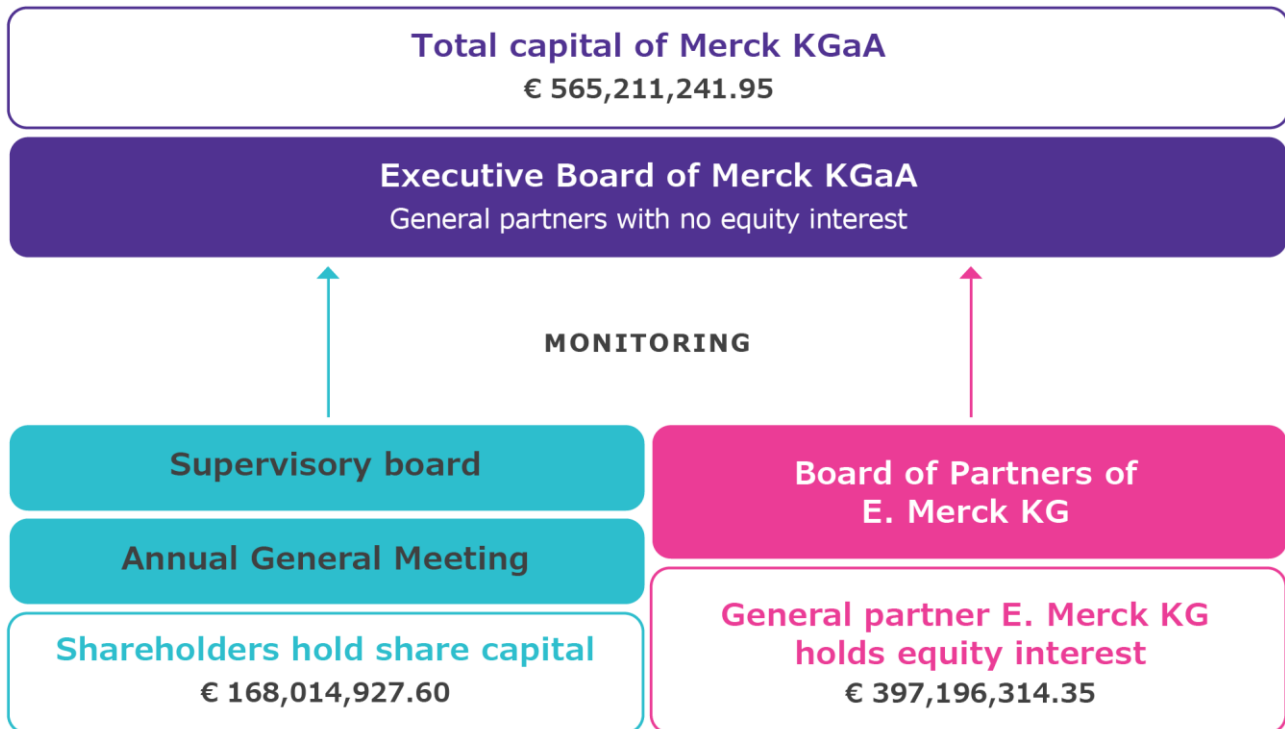 Total capital of Merck KGaA
€ 565,211,241.95
Executive Board of Merck KGaA
General partners with no equity interest
MONITORING
Supervisory board
Annual General Meeting
Shareholders hold share capital
€ 168,014,927.60
Board of Partners of
E. Merck KG
General partner E. Merck KG
holds equity interest
€ 397,196,314.35